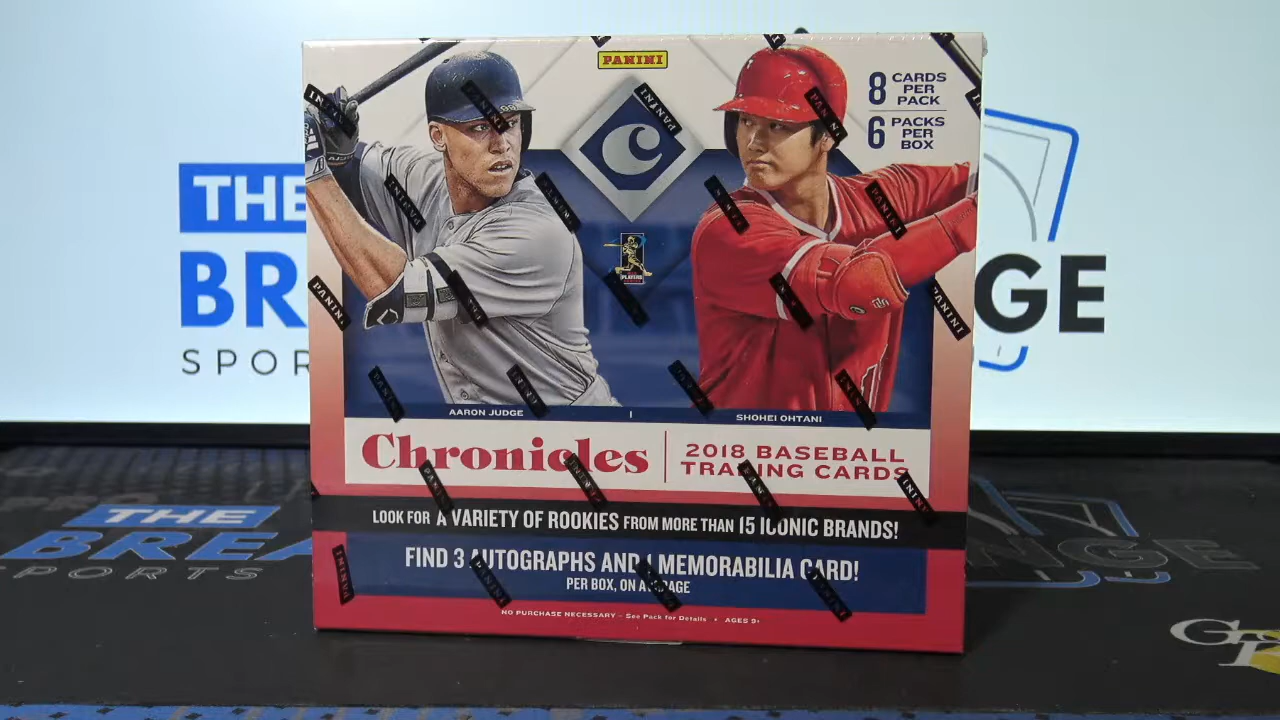 PANINI
8 CARDS PER PACK
6 PACKS PER BOX
THE
BRE
GE
SPOR
AARON JUDGE
SHOHEI OHTANI
Chronicles
2018 BASEBALL
TRADING CARDS
LOOK FOR A VARIETY OF ROOKIES FROM MORE THAN 15 ICONIC BRANDS!
FIND 3 AUTOGRAPHS AND 1 MEMORABILIA CARD!
PER BOX, ON AVERAGE
NO PURCHASE NECESSARY - See Pack for Details • AGES 9+
THE
BREA
NGE
SPORTS